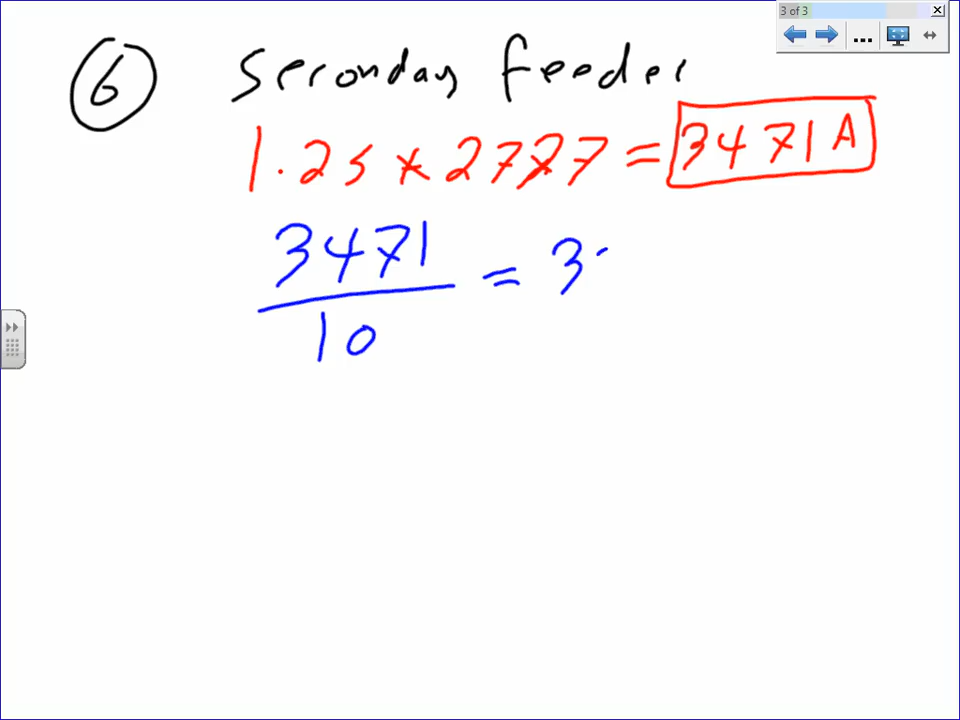 3 of 3
...
6 Seconday feeder
1.25 × 2777 = 3471 A
3471
/10 = 3